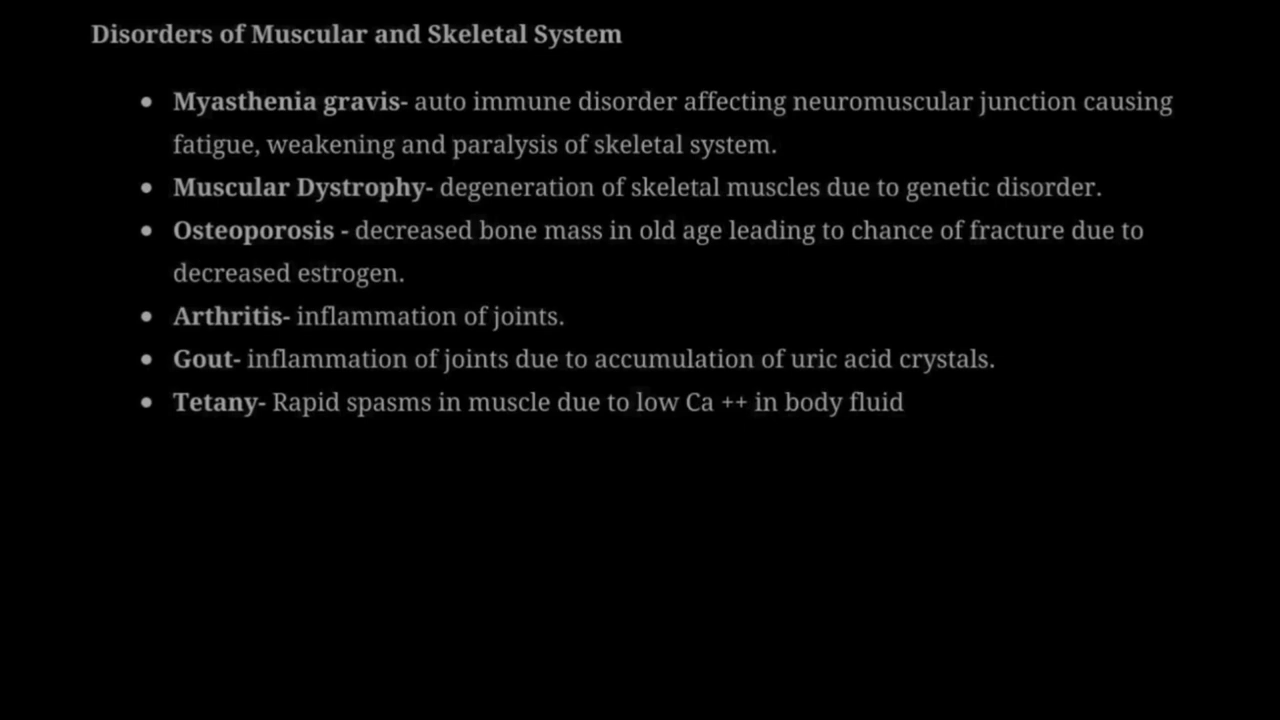 Disorders of Muscular and Skeletal System
• Myasthenia gravis- auto immune disorder affecting neuromuscular junction causing
fatigue, weakening and paralysis of skeletal system.
• Muscular Dystrophy- degeneration of skeletal muscles due to genetic disorder.
• Osteoporosis - decreased bone mass in old age leading to chance of fracture due to
decreased estrogen.
• Arthritis- inflammation of joints.
• Gout- inflammation of joints due to accumulation of uric acid crystals.
• Tetany- Rapid spasms in muscle due to low Ca ++ in body fluid